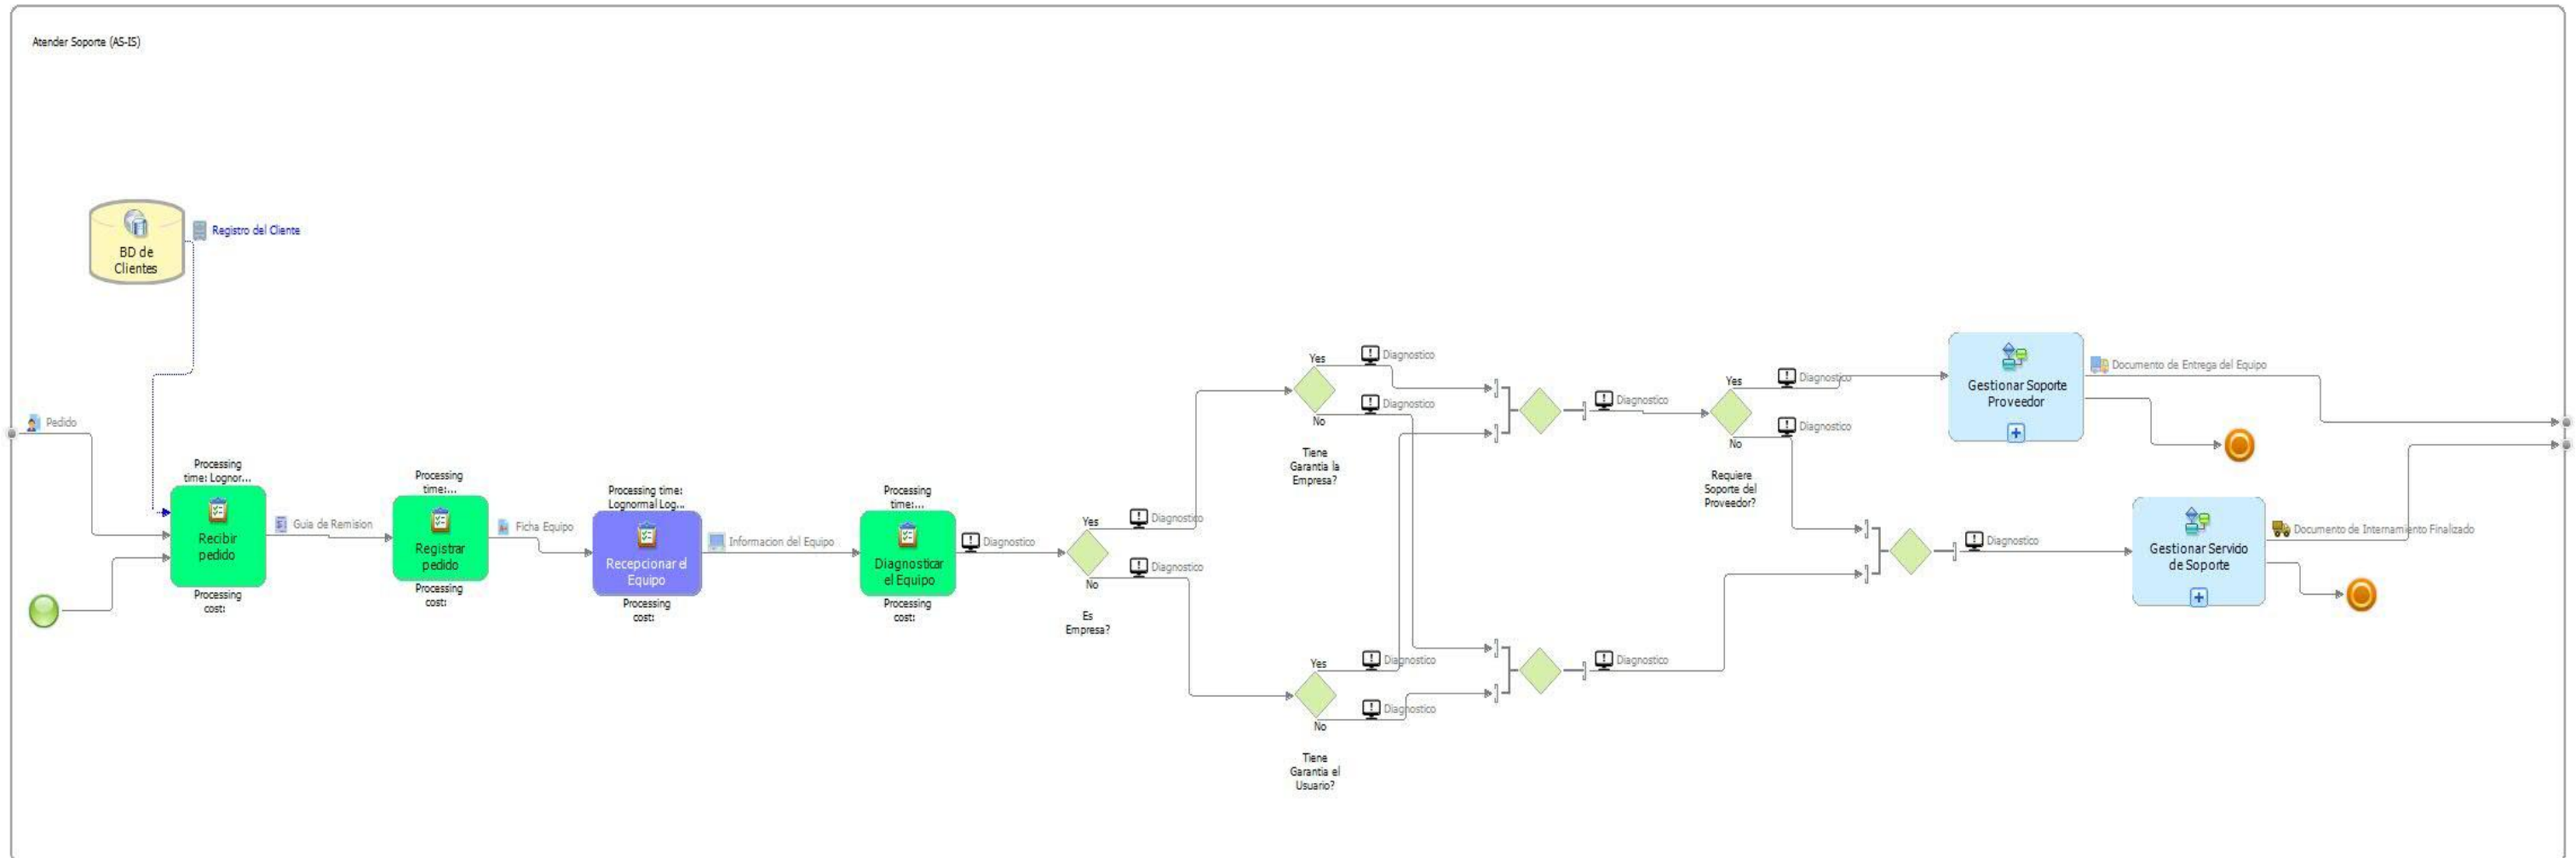 Atender Soporte (AS-IS)
BD de
Clientes
Registro del Cliente
Pedido
Processing
time: Lognor...
Recibir
pedido
Processing
cost:
Guia de Remision
Processing
time:...
Registrar
pedido
Processing
cost:
Ficha Equipo
Processing time:
Lognormal Log...
Recepcionar el
Equipo
Processing
cost:
Informacion del Equipo
Processing
time:...
Diagnosticar
el Equipo
Processing
cost:
Diagnostico
Yes
Diagnostico
No
Diagnostico
Es
Empresa?
Yes
Diagnostico
Diagnostico
No
Tiene
Garantia la
Empresa?
Yes
Diagnostico
No
Diagnostico
Tiene
Garantia el
Usuario?
Diagnostico
Diagnostico
Yes
Diagnostico
Diagnostico
No
Requiere
Soporte del
Proveedor?
Gestionar Soporte
Proveedor
Documento de Entrega del Equipo
Diagnostico
Gestionar Servido
de Soporte
Documento de Internamiento Finalizado